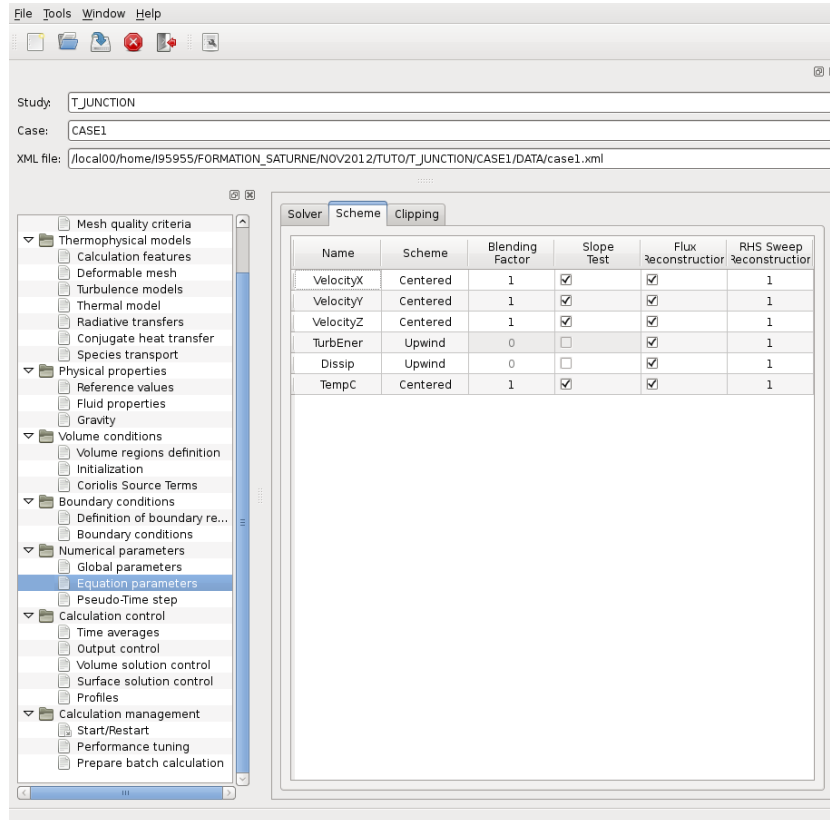 File Tools Window Help
Study: T_JUNCTION
Case: CASE1
XML file: /local00/home/I95955/FORMATION_SATURNE/NOV2012/TUTO/T_JUNCTION/CASE1/DATA/case1.xml
Mesh quality criteria
Thermophysical models
Calculation features
Deformable mesh
Turbulence models
Thermal model
Radiative transfers
Conjugate heat transfer
Species transport
Physical properties
Reference values
Fluid properties
Gravity
Volume conditions
Volume regions definition
Initialization
Coriolis Source Terms
Boundary conditions
Definition of boundary re...
Boundary conditions
Numerical parameters
Global parameters
Equation parameters
Pseudo-Time step
Calculation control
Time averages
Output control
Volume solution control
Surface solution control
Profiles
Calculation management
Start/Restart
Performance tuning
Prepare batch calculation
Solver Scheme Clipping
Name Scheme Blending Factor Slope Test Flux Reconstruction RHS Sweep Reconstruction
VelocityX Centered 1 1
VelocityY Centered 1 1
VelocityZ Centered 1 1
TurbEner Upwind 0 1
Dissip Upwind 0 1
TempC Centered 1 1